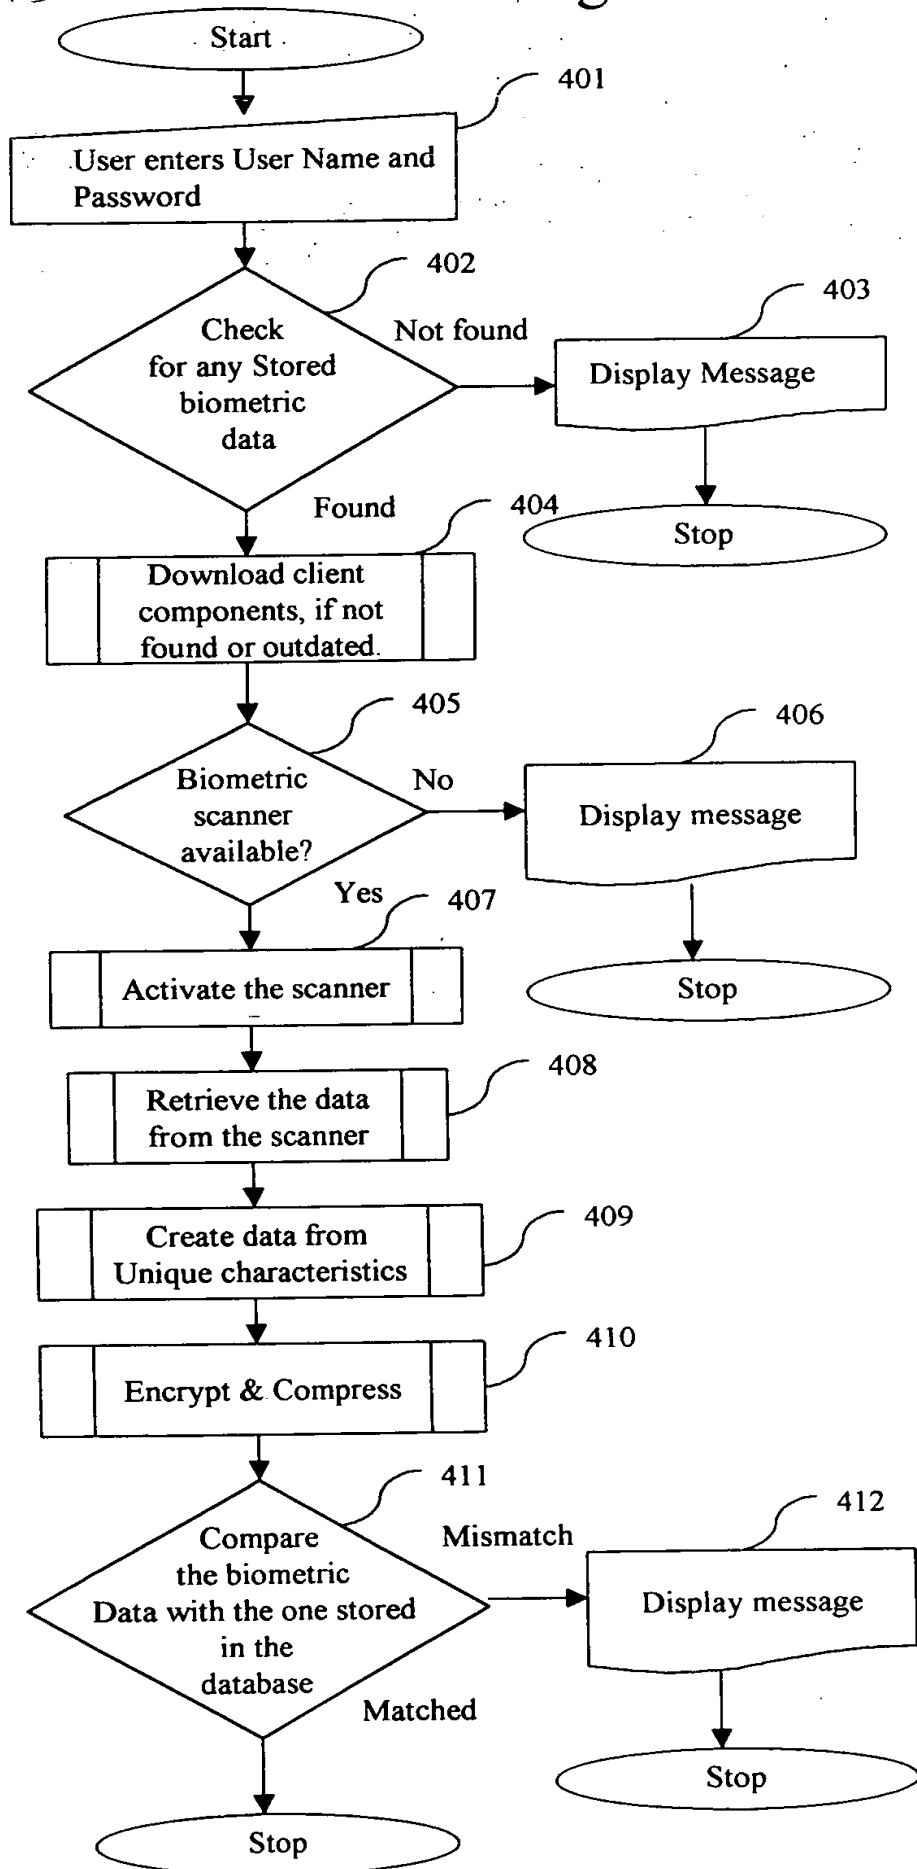 Start
401
User enters User Name and
Password
402
Check
for any Stored
biometric
data
Not found
403
Display Message
Stop
Found
404
Download client
components, if not
found or outdated.
405
Biometric
scanner
available?
No
406
Display message
Stop
Yes
407
Activate the scanner
408
Retrieve the data
from the scanner
409
Create data from
Unique characteristics
410
Encrypt & Compress
411
Compare
the biometric
Data with the one stored
in the
database
Mismatch
412
Display message
Stop
Matched
Stop